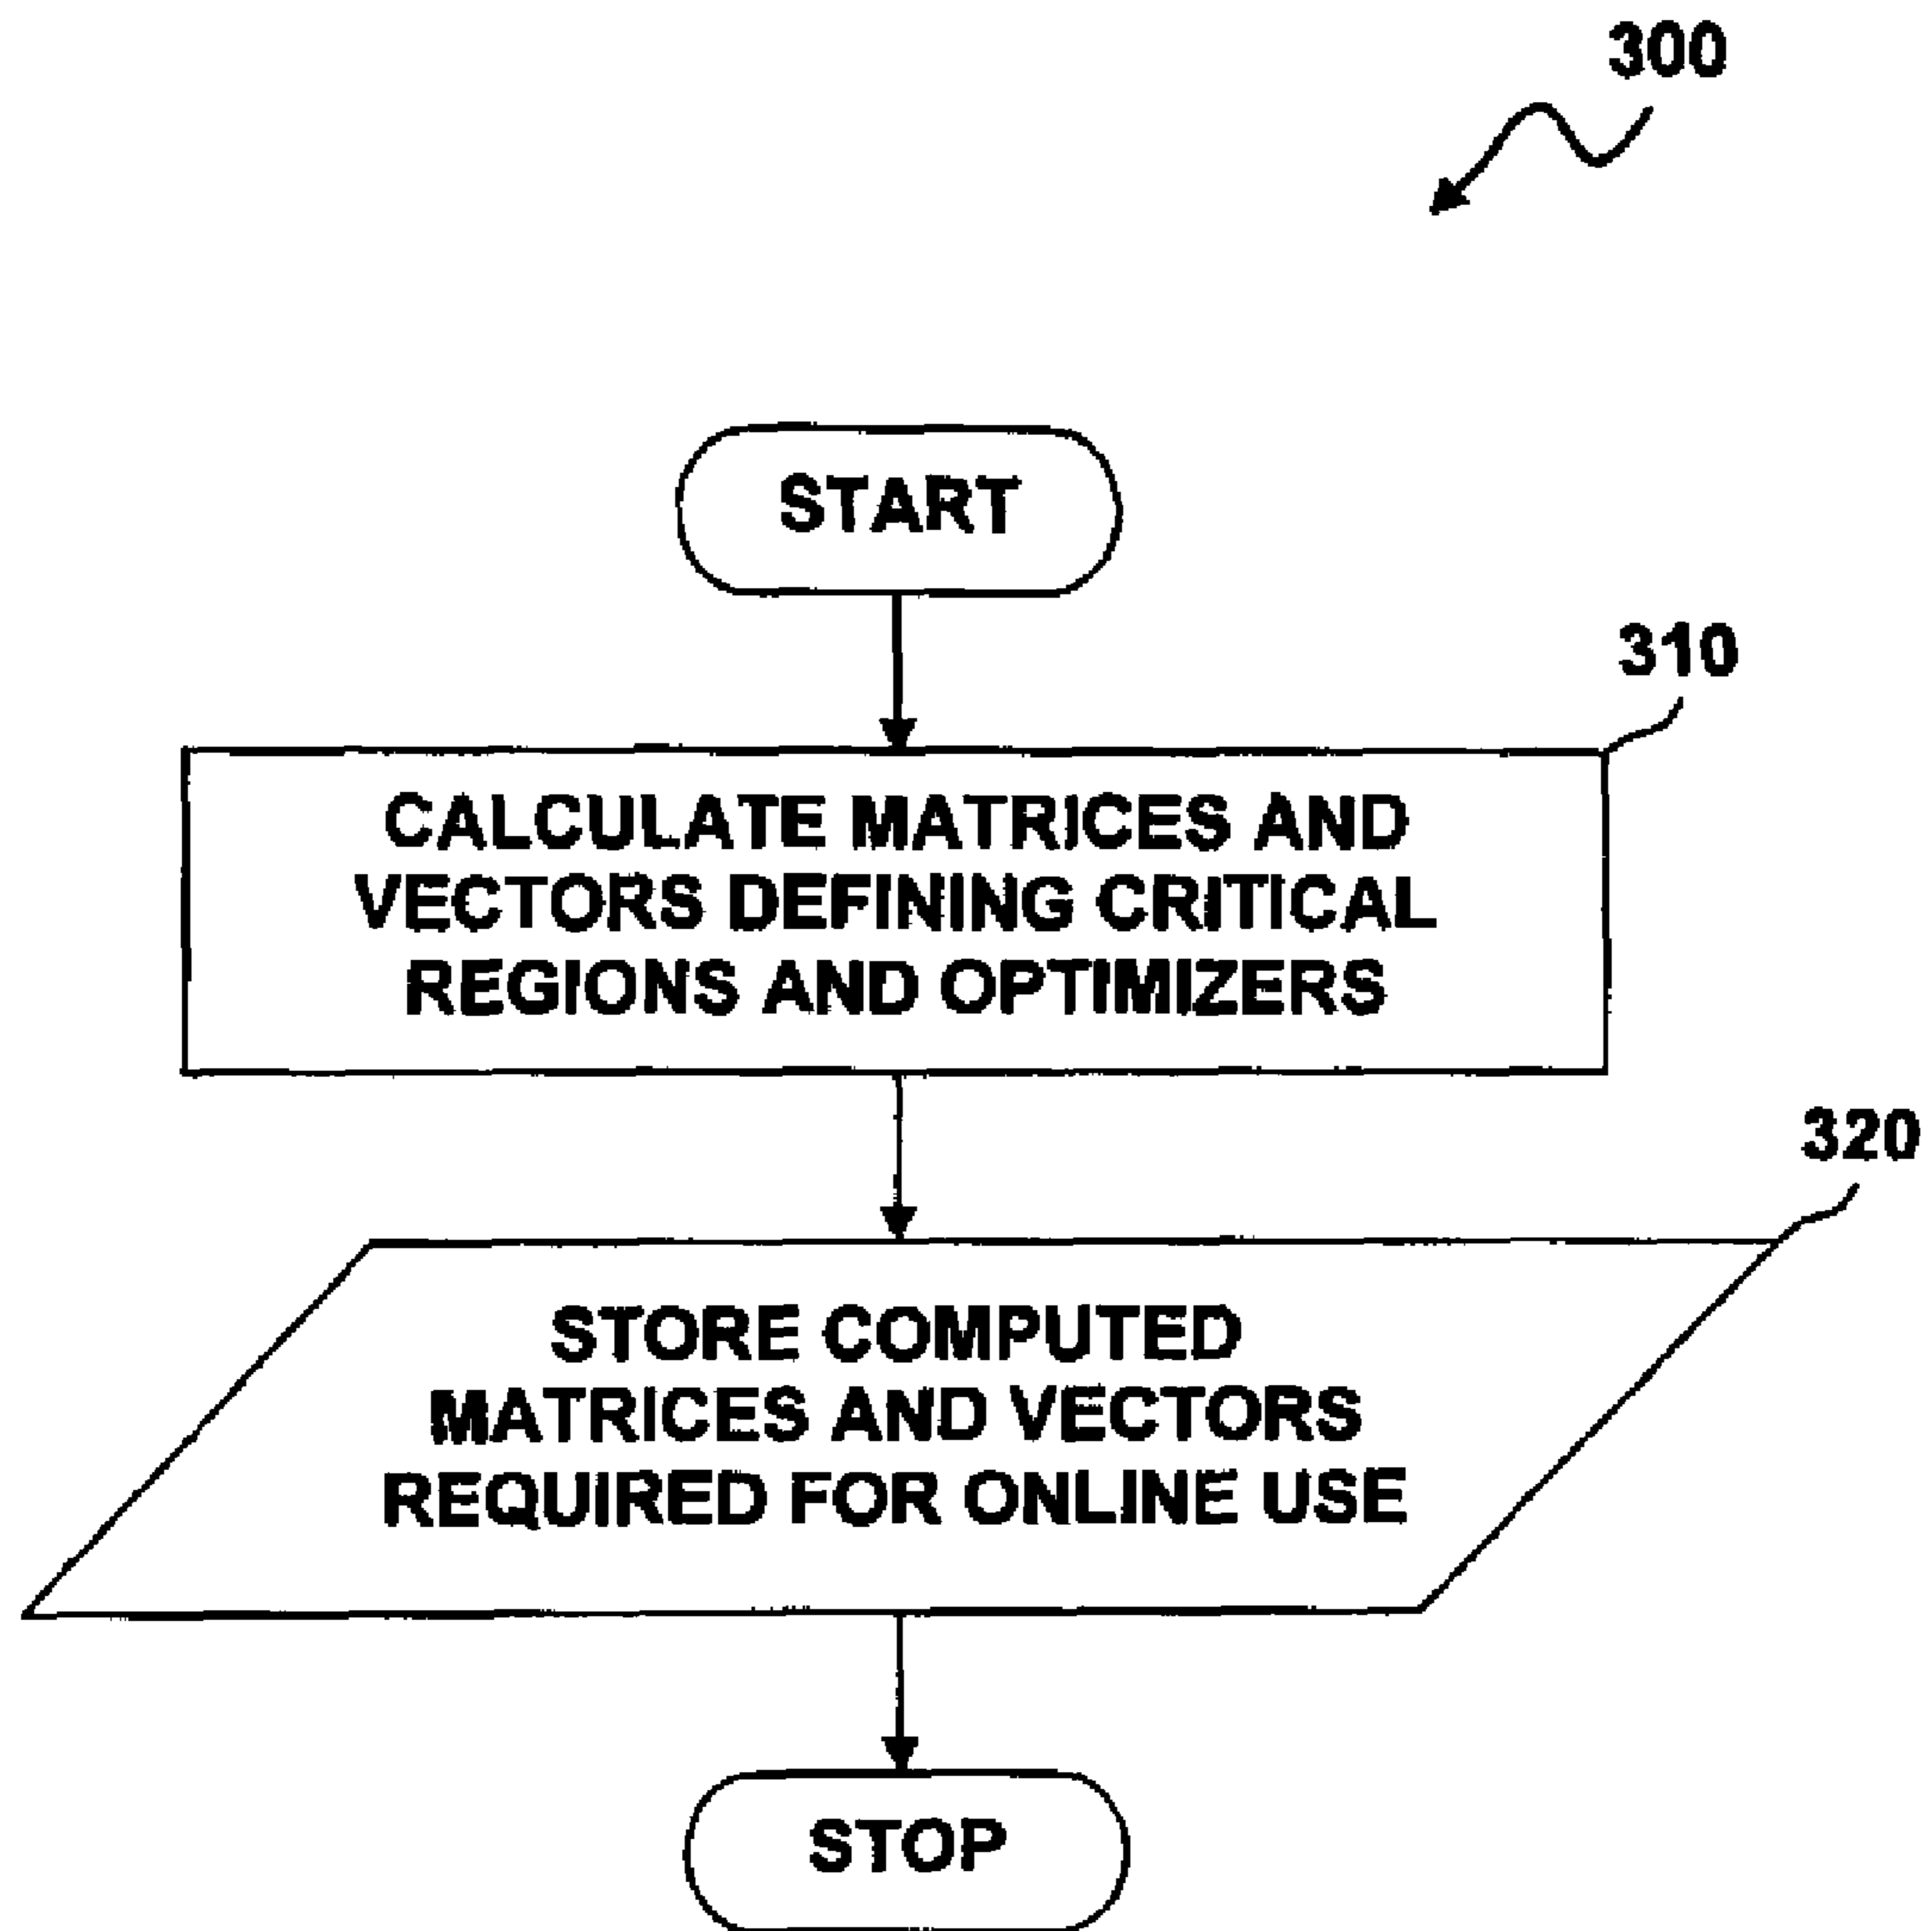 300
START
310
CALCULATE MATRICES AND
VECTORS DEFINING CRITICAL
REGIONS AND OPTIMIZERS
320
STORE COMPUTED
MATRICES AND VECTORS
REQUIRED FOR ONLINE USE
STOP